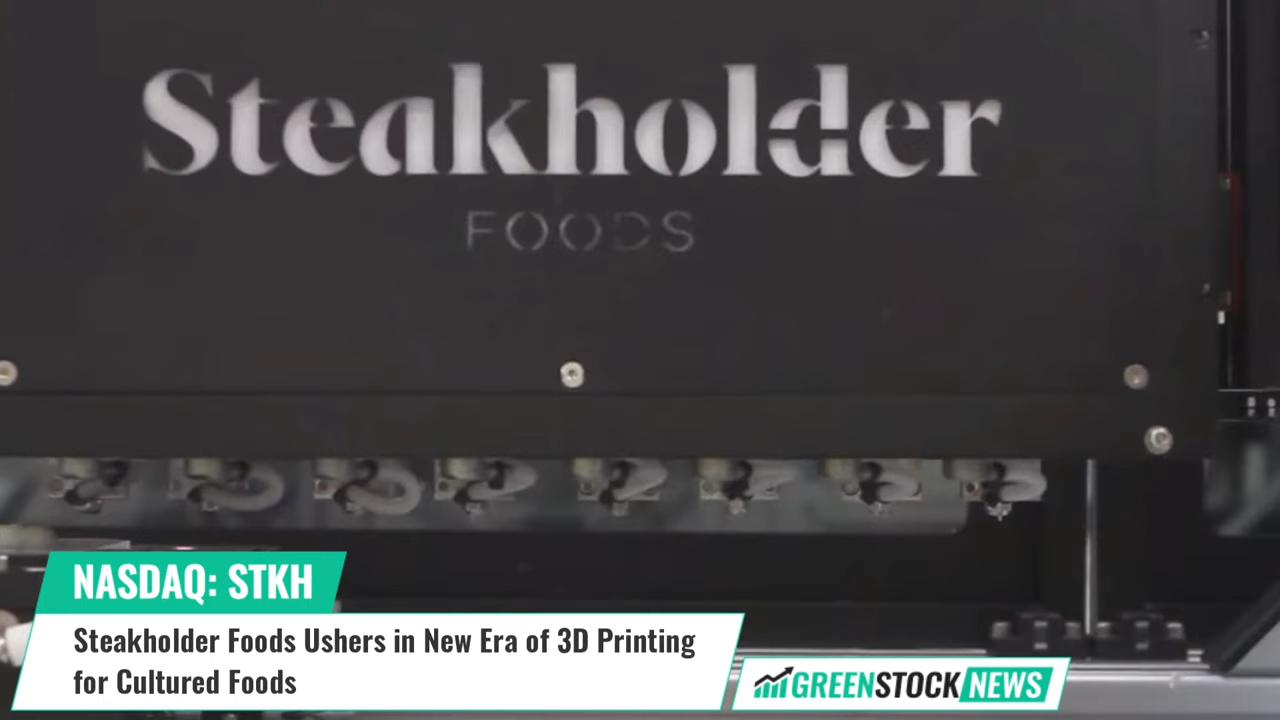 Steakholder
FOODS
NASDAQ: STKH
Steakholder Foods Ushers in New Era of 3D Printing
for Cultured Foods
GREENSTOCK NEWS